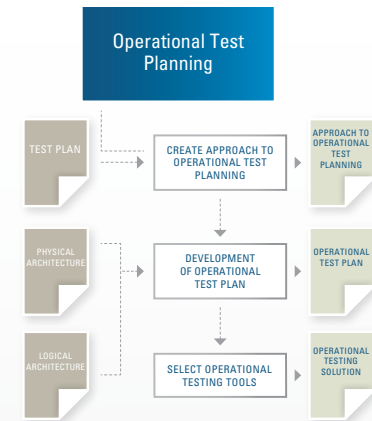 Operational Test
Planning
TEST PLAN
CREATE APPROACH TO
OPERATIONAL TEST
PLANNING
APPROACH TO
OPERATIONAL
TEST
PLANNING
PHYSICAL
ARCHITECTURE
DEVELOPMENT
OF OPERATIONAL
TEST PLAN
OPERATIONAL
TEST PLAN
LOGICAL
ARCHITECTURE
SELECT OPERATIONAL
TESTING TOOLS
OPERATIONAL
TESTING
SOLUTION